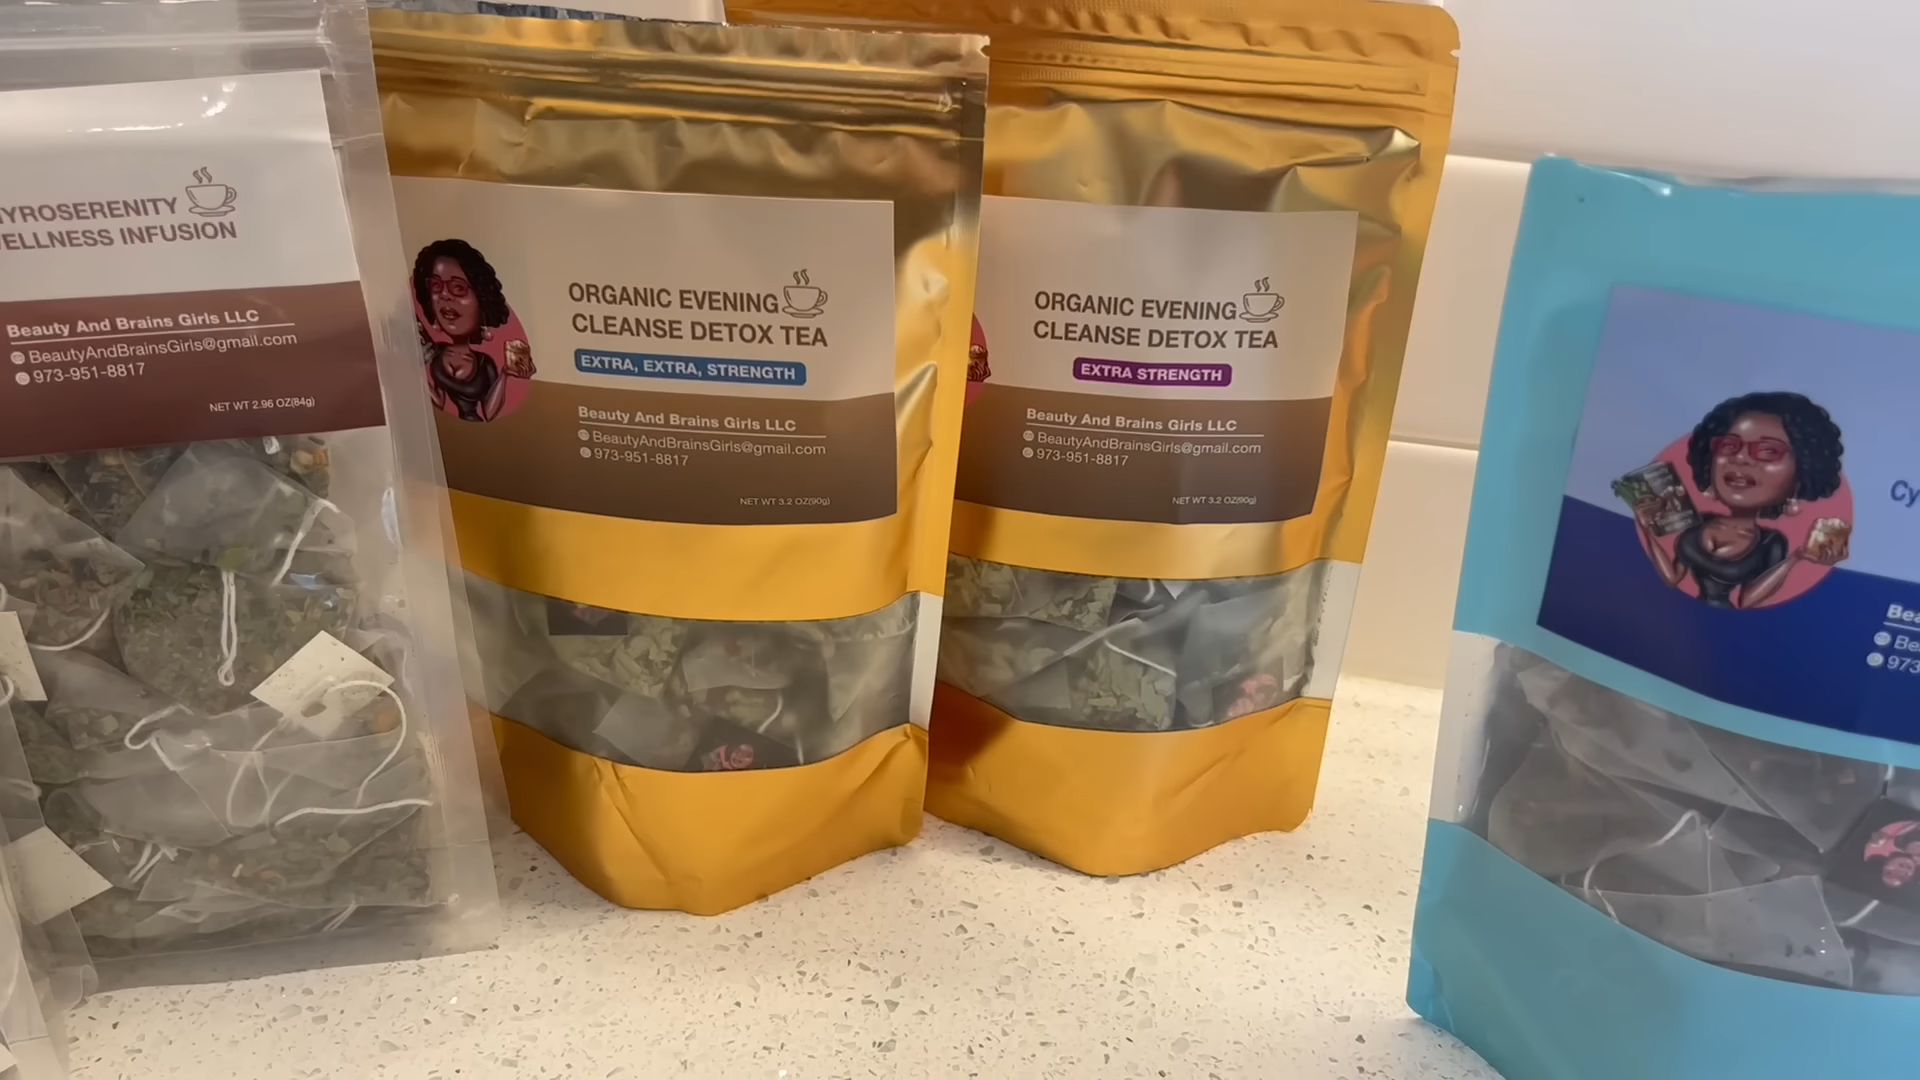 YROSERENITY
ELLNESS INFUSION
Beauty And Brains Girls LLC
BeautyAndBrainsGirls@gmail.com
973-951-8817
NET WT 2.96 OZ(84g)
ORGANIC EVENING
CLEANSE DETOX TEA
EXTRA, EXTRA, STRENGTH
Beauty And Brains Girls LLC
BeautyAndBrainsGirls@gmail.com
973-951-8817
NET WT 3.2 OZ(90g)
ORGANIC EVENING
CLEANSE DETOX TEA
EXTRA STRENGTH
Beauty And Brains Girls LLC
BeautyAndBrainsGirls@gmail.com
973-951-8817
NET WT 3.2 OZ(90g)
Cy
Bea
Be
973